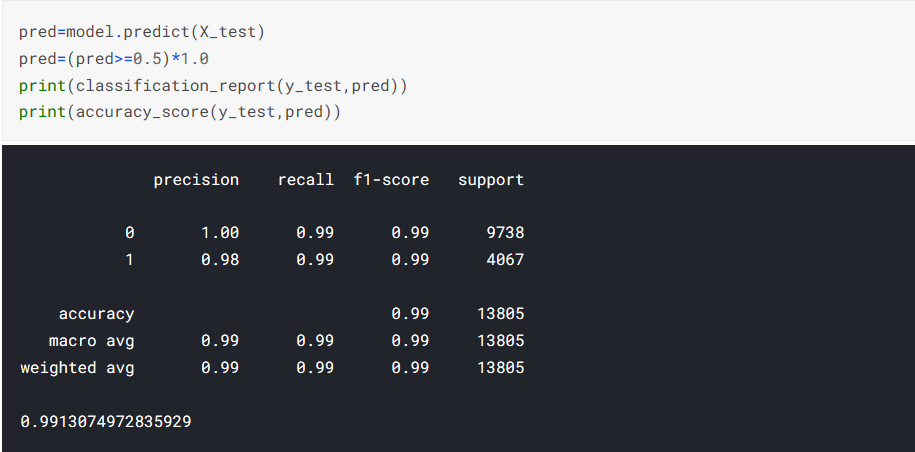 pred=model.predict(X_test)
pred=(pred>=0.5)*1.0
print(classification_report(y_test,pred))
print(accuracy_score(y_test,pred))
precision recall f1-score support
0 1.00 0.99 0.99 9738
1 0.98 0.99 0.99 4067
accuracy 0.99 13805
macro avg 0.99 0.99 0.99 13805
weighted avg 0.99 0.99 0.99 13805
0.9913074972835929